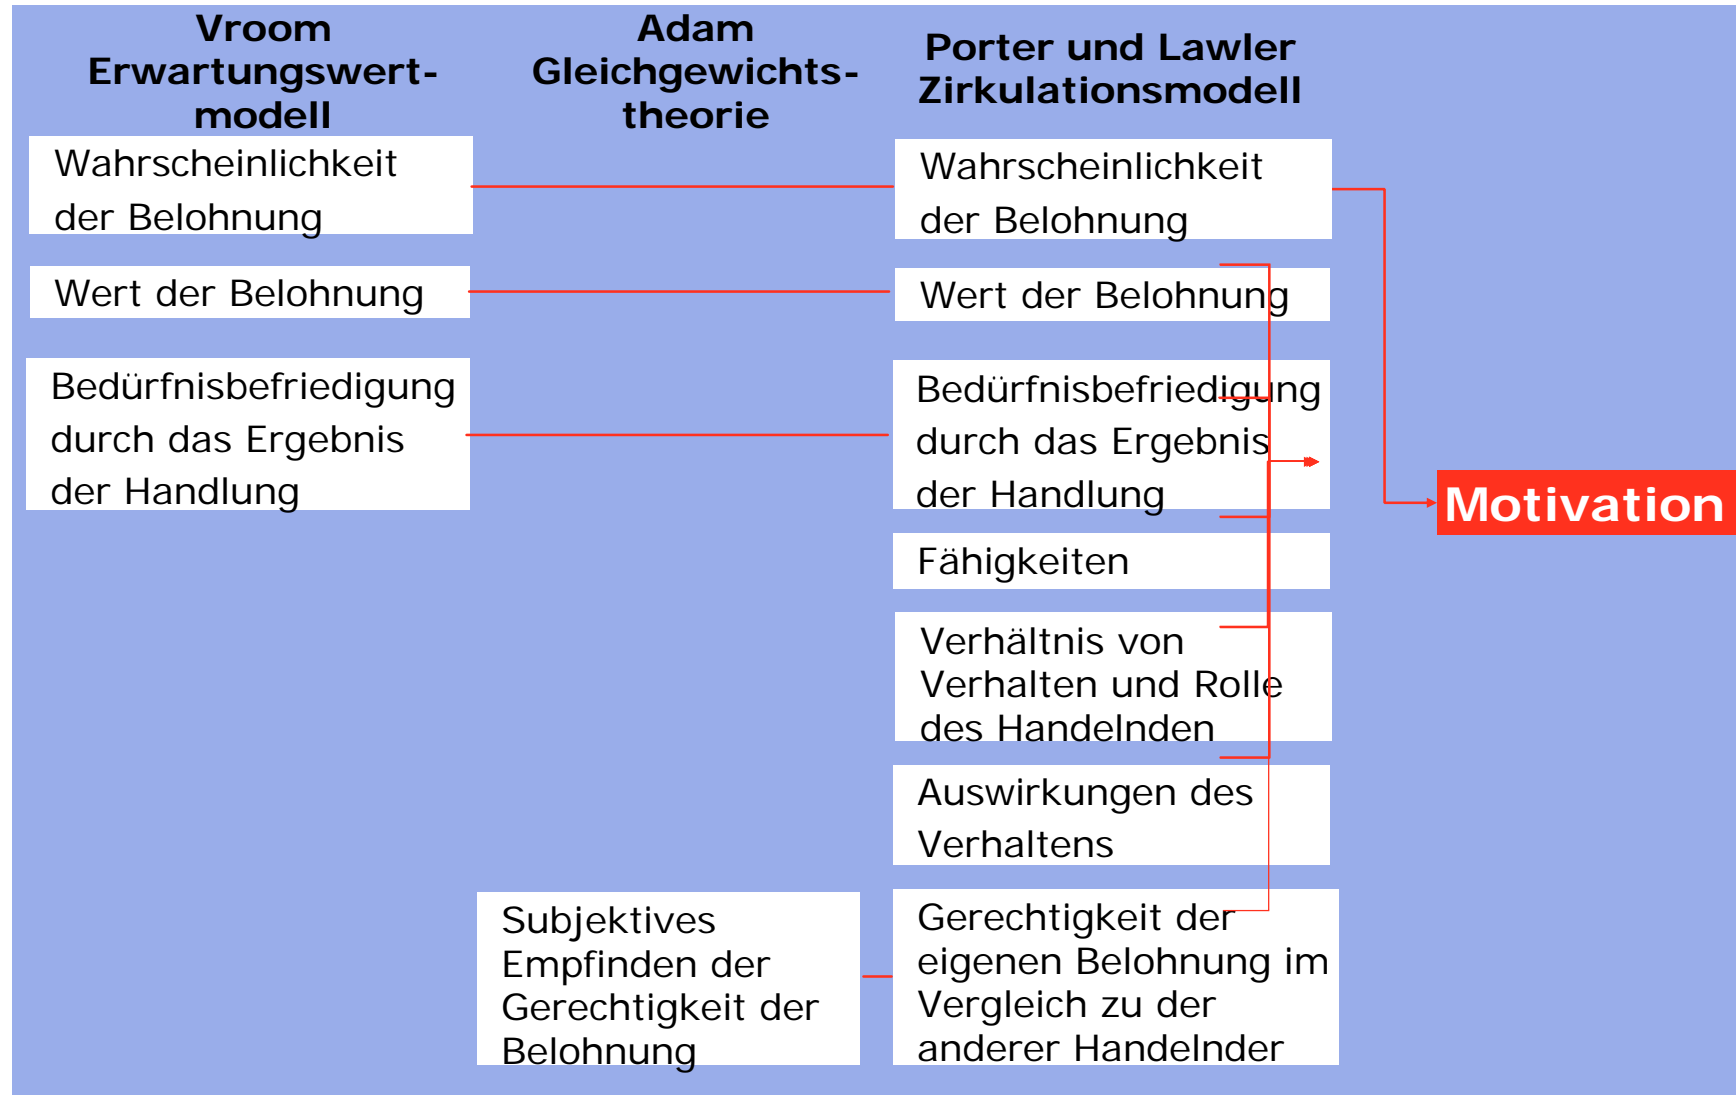 Vroom
Erwartungswert-
modell
Adam
Gleichgewichts-
theorie
Porter und Lawler
Zirkulationsmodell
Wahrscheinlichkeit
der Belohnung
Wahrscheinlichkeit
der Belohnung
Wert der Belohnung
Wert der Belohnung
Bedürfnisbefriedigung
durch das Ergebnis
der Handlung
Bedürfnisbefriedigung
durch das Ergebnis
der Handlung
Motivation
Fähigkeiten
Verhältnis von
Verhalten und Rolle
des Handelnden
Auswirkungen des
Verhaltens
Subjektives
Empfinden der
Gerechtigkeit der
Belohnung
Gerechtigkeit der
eigenen Belohnung im
Vergleich zu der
anderer Handelnder